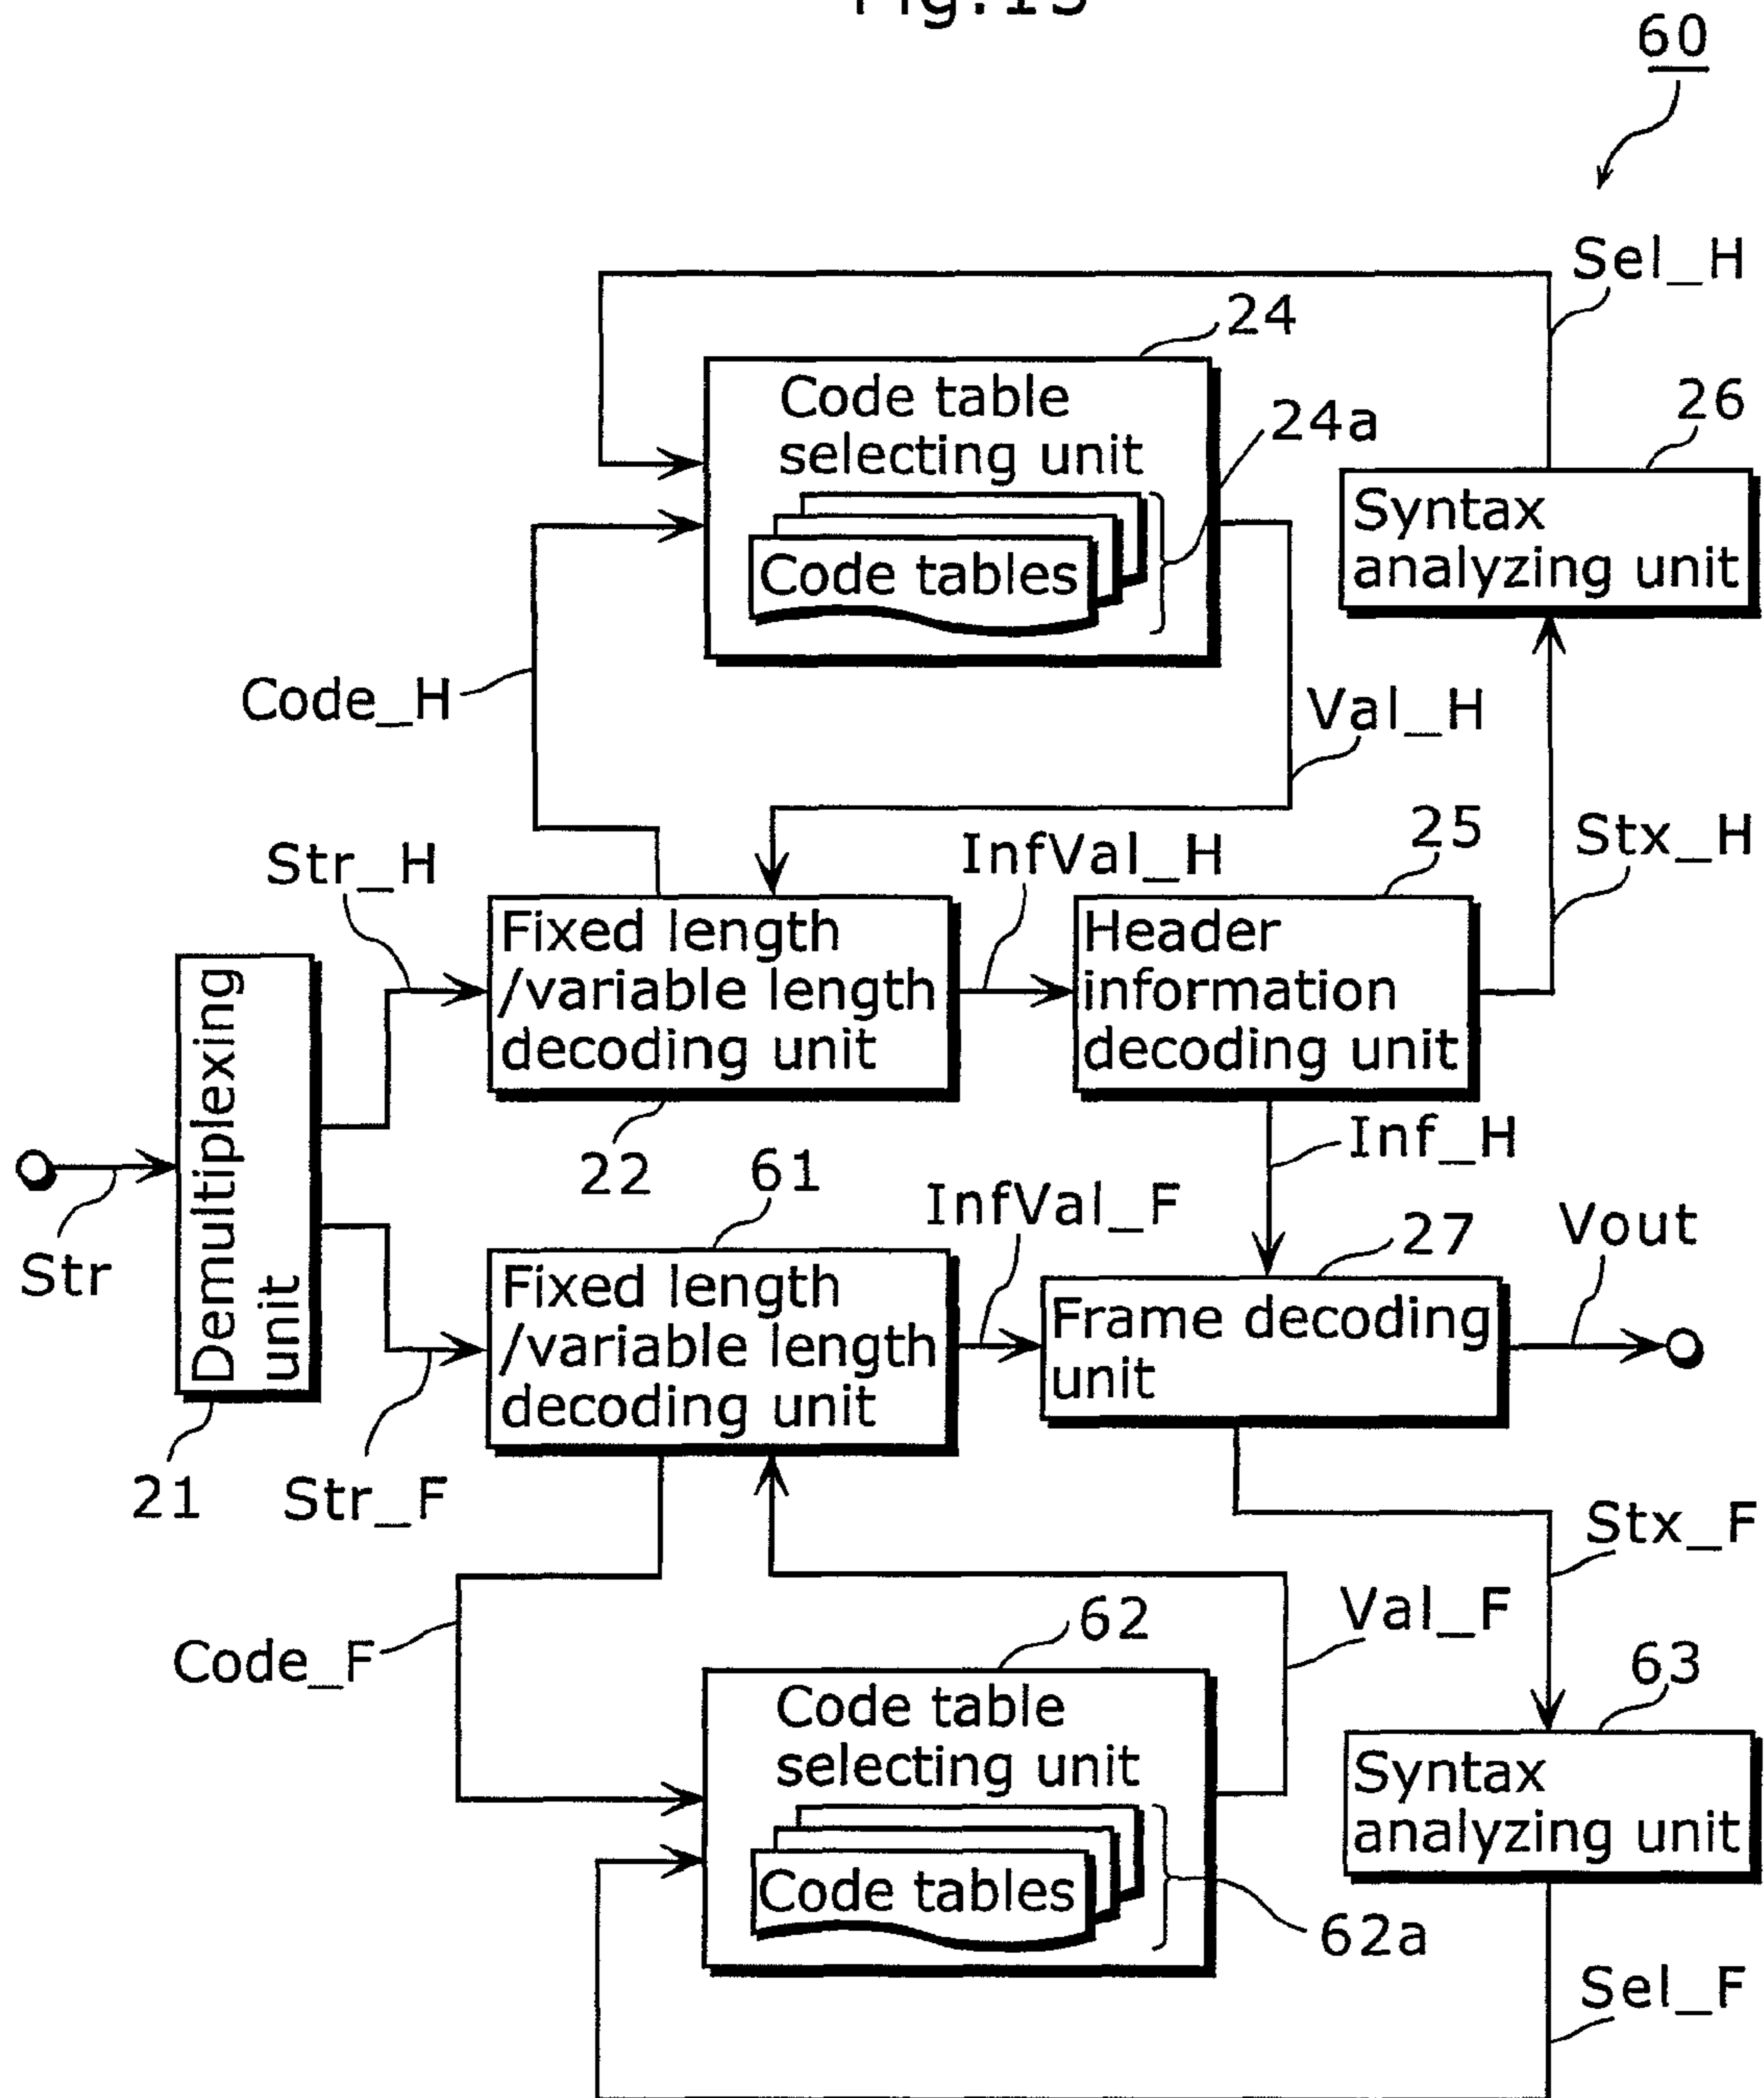 60
Sel_H
24
Code table
selecting unit
24a
26
Syntax
analyzing unit
Code tables
Code_H
Val_H
Str_H
InfVal_H
25
Stx_H
Fixed length
/variable length
decoding unit
Header
information
decoding unit
Demultiplexing
unit
22
61
Inf_H
InfVal_F
27
Vout
Str
Fixed length
/variable length
decoding unit
Frame decoding
unit
21
Str_F
Stx_F
Code_F
62
Val_F
63
Code table
selecting unit
Syntax
analyzing unit
Code tables
62a
Sel_F